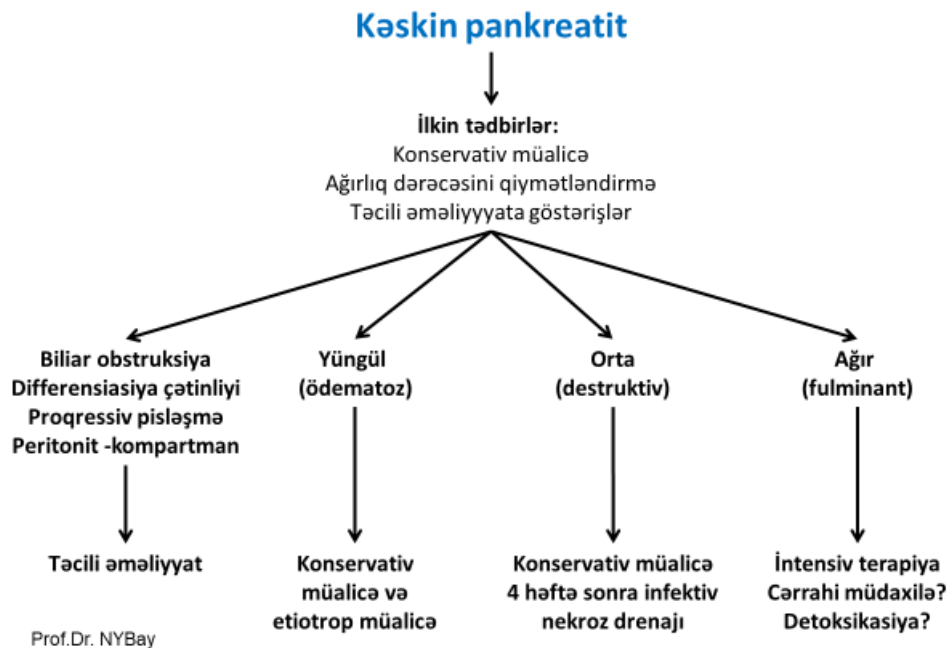 Kəskin pankreatit
İlkin tədbirlər:
Konservativ müalicə
Ağırlıq dərəcəsini qiymətləndirmə
Təcili əməliyyyata göstərişlər
Biliar obstruksiya
Differensiasiya çətinliyi
Proqressiv pisləşmə
Peritonit -kompartman
Təcili əməliyyat
Yüngül
(ödematoz)
Konservativ
müalicə və
etiotrop müalicə
Orta
(destruktiv)
Konservativ müalicə
4 həftə sonra infektiv
nekroz drenajı
Ağır
(fulminant)
İntensiv terapiya
Cərrahi müdaxilə?
Detoksikasiya?
Prof.Dr. NYBay